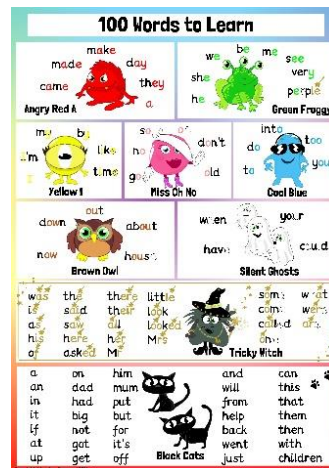 100 Words to Learn
make
made
day
came
they
a
Angry Red A
we
be
me
see
she
very
he
people
Green Froggy
like
time
Yellow I
so
no
don't
go
old
Miss Oh No
into
do
too
to
you
Cool Blue
out
down
about
now
house
Brown Owl
when
your
have
could
Silent Ghosts
was the there little
it said their look
as saw all looked
his here he Mr
of asked her Mrs
some what
come were
called are
one
Tricky Witch
a on him and can
an dad mum will this
in had put from that
it big but help them
if not for back then
at got it's went with
up get off just children
Black Cats